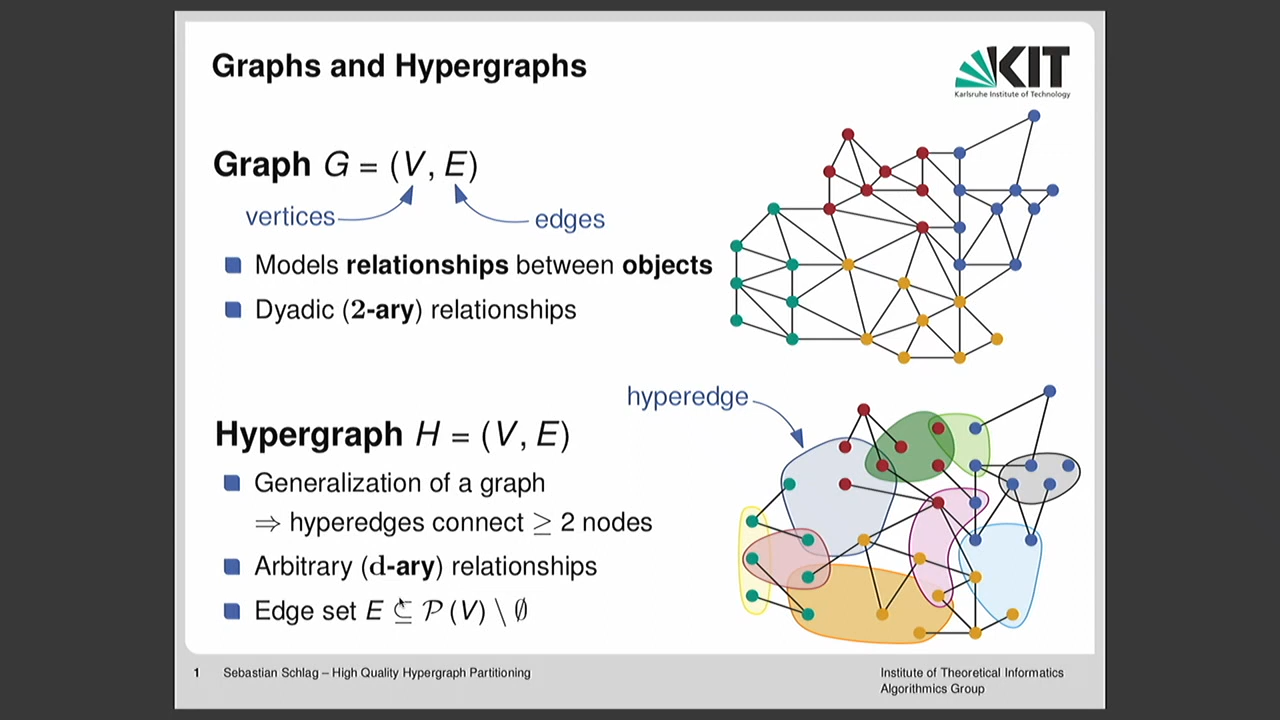 Graphs and Hypergraphs
KIT
Karlsruhe Institute of Technology
Graph G = (V, E)
vertices
edges
Models relationships between objects
Dyadic (2-ary) relationships
hyperedge
Hypergraph H = (V, E)
Generalization of a graph
⇒ hyperedges connect ≥ 2 nodes
Arbitrary (d-ary) relationships
Edge set E ⊆ 𝒫(V) \ ∅
1 Sebastian Schlag – High Quality Hypergraph Partitioning
Institute of Theoretical Informatics
Algorithmics Group